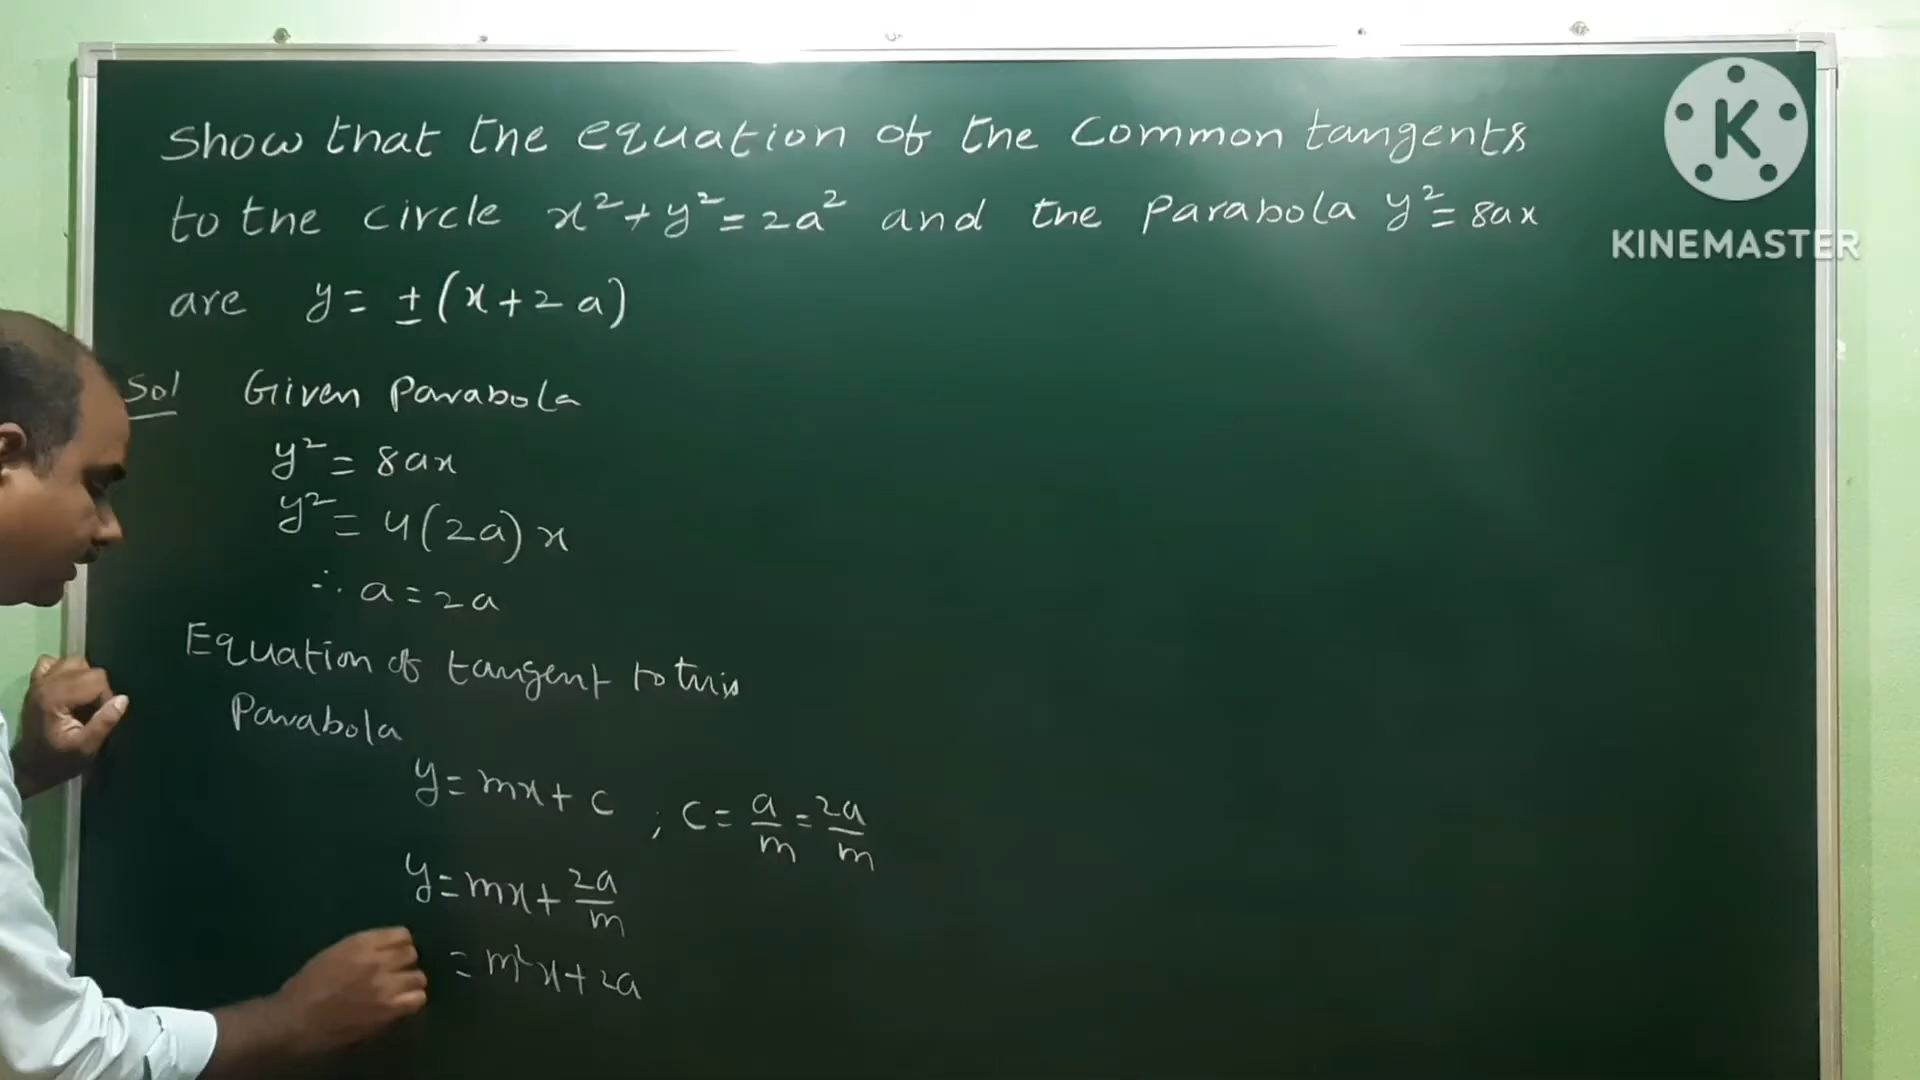 Show that the equation of the common tangents
to the circle x² + y² = 2a² and the parabola y² = 8ax
are y = ±(x+2a)
Sol Given Parabola
y² = 8ax
y² = 4(2a)x
∴ a = 2a
Equation of tangent to this
Parabola
y = mx + c ; c = a/m = 2a/m
y = mx + 2a/m
= m²x + 2a
K
KINEMASTER